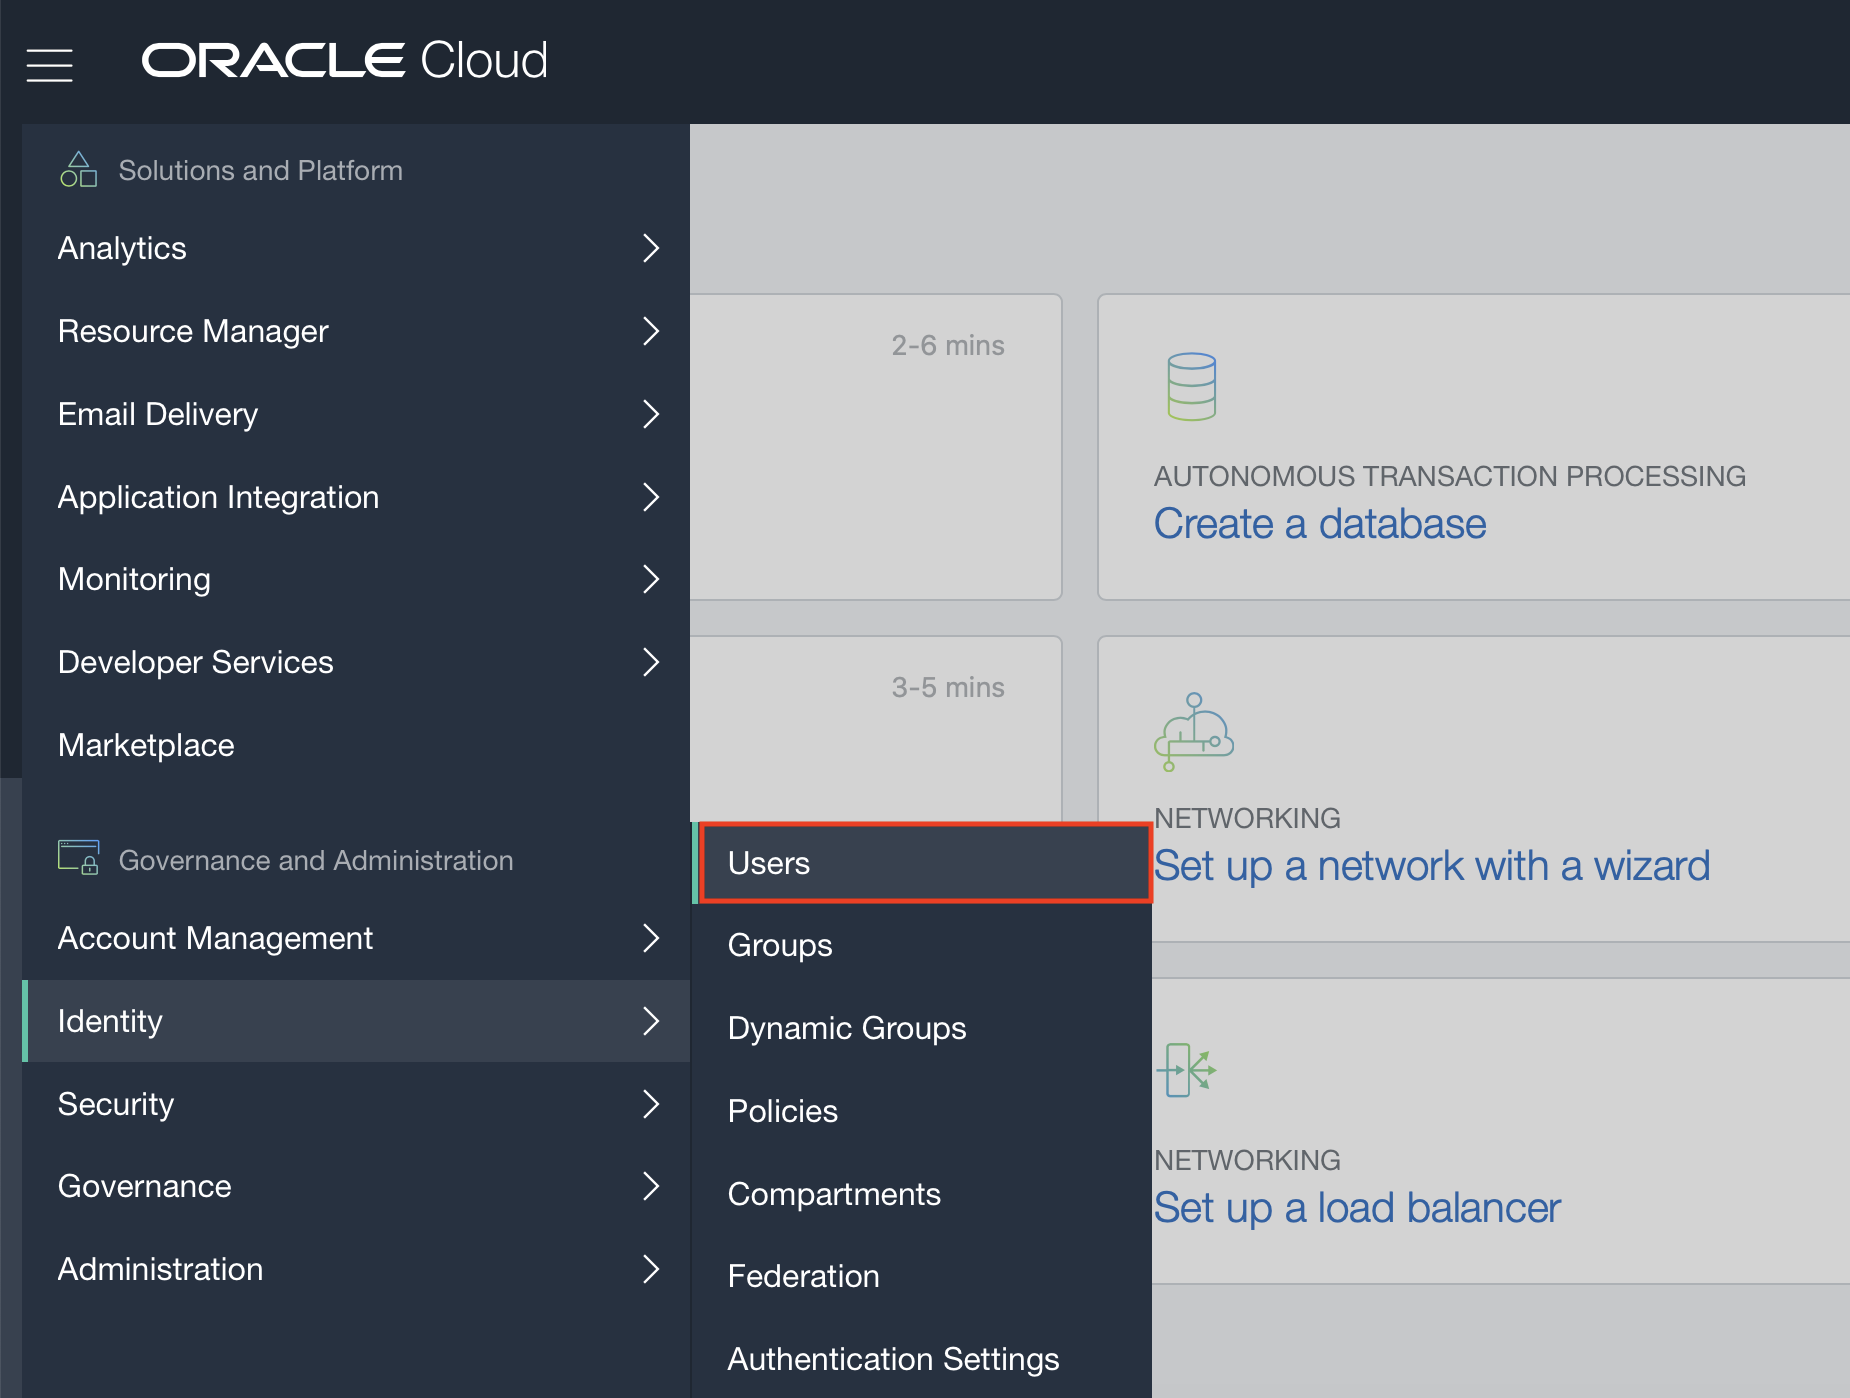 ORACLE Cloud
Solutions and Platform
Analytics
Resource Manager
Email Delivery
Application Integration
Monitoring
Developer Services
Marketplace
Governance and Administration
Account Management
Identity
Security
Governance
Administration
Users
Groups
Dynamic Groups
Policies
Compartments
Federation
Authentication Settings
2-6 mins
AUTONOMOUS TRANSACTION PROCESSING
Create a database
3-5 mins
NETWORKING
Set up a network with a wizard
NETWORKING
Set up a load balancer